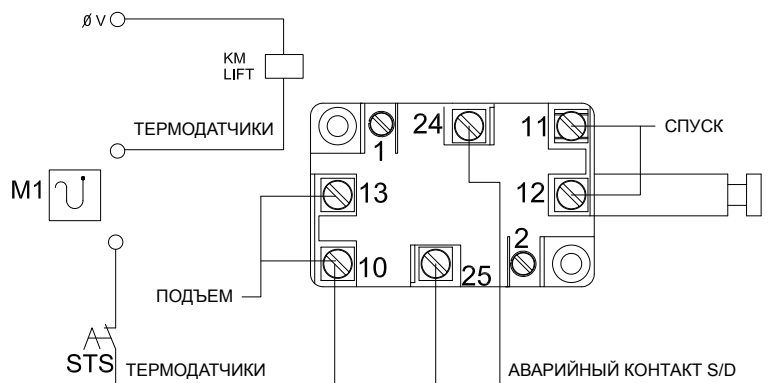 ø V
KM
LIFT
ТЕРМОДАТЧИКИ
24
11
СПУСК
1
M1
13
12
2
10
25
ПОДЪЕМ
STS
ТЕРМОДАТЧИКИ
АВАРИЙНЫЙ КОНТАКТ S/D